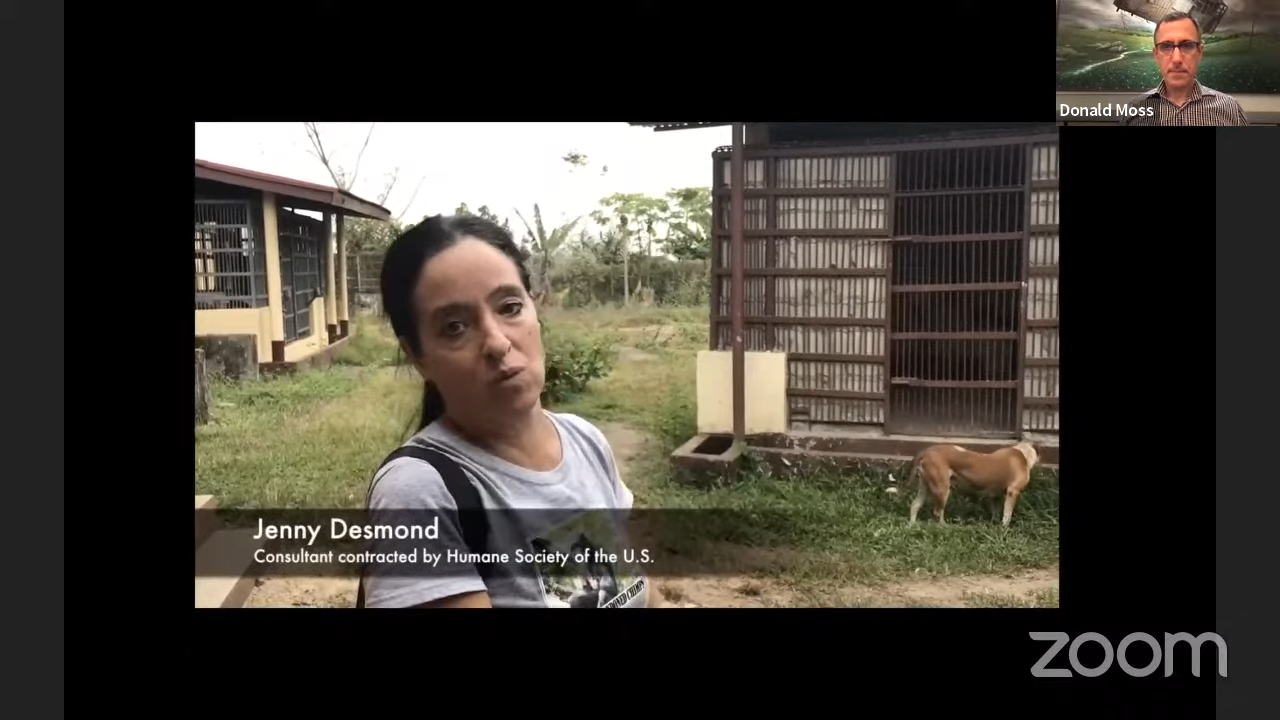 Donald Moss
Jenny Desmond
Consultant contracted by Humane Society of the U.S.
zoom